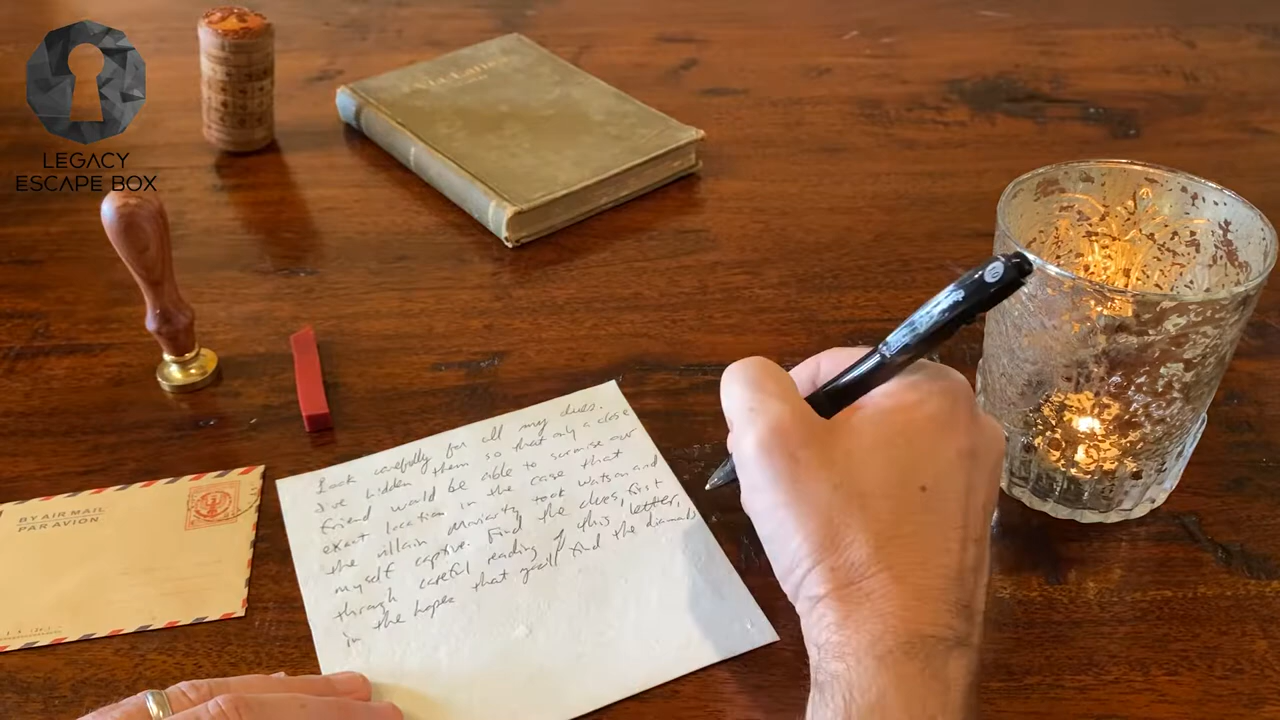 LEGACY
ESCAPE BOX
BY AIR MAIL
PAR AVION
Look carefully for all my clues.
I've hidden them so that only a close
friend would be able to surmise our
exact location in the case that
the villain Moriarty took Watson and
myself captive. Find the clues, first
through careful reading of this letter,
in the hopes that you'll find the diamonds